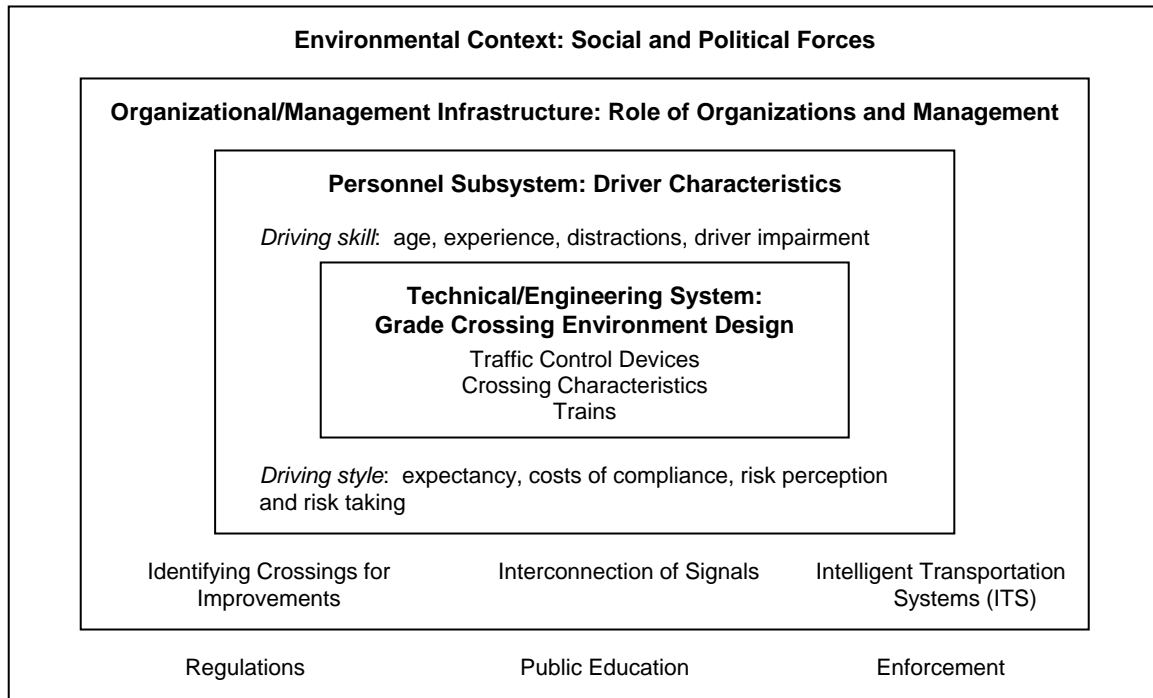 Environmental Context: Social and Political Forces
Organizational/Management Infrastructure: Role of Organizations and Management
Personnel Subsystem: Driver Characteristics
Driving skill: age, experience, distractions, driver impairment
Technical/Engineering System:
Grade Crossing Environment Design
Traffic Control Devices
Crossing Characteristics
Trains
Driving style: expectancy, costs of compliance, risk perception
and risk taking
Identifying Crossings for
Improvements
Interconnection of Signals
Intelligent Transportation
Systems (ITS)
Regulations
Public Education
Enforcement